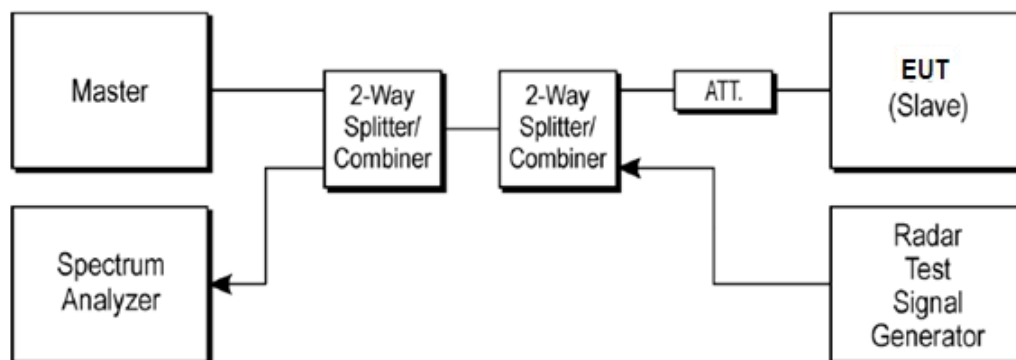 Master
2-Way
Splitter/
Combiner
2-Way
Splitter/
Combiner
ATT.
EUT
(Slave)
Spectrum
Analyzer
Radar
Test
Signal
Generator